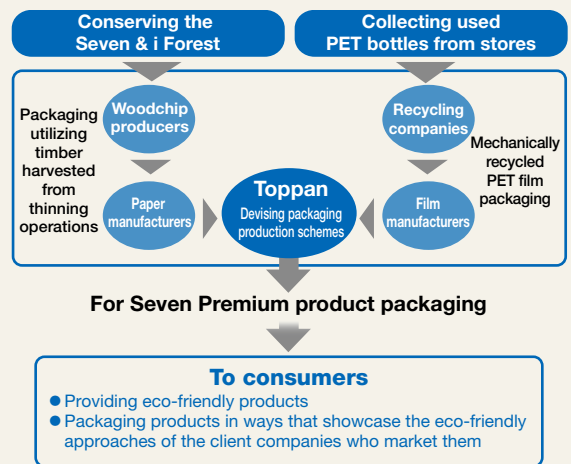 Conserving the
Seven & i Forest
Collecting used
PET bottles from stores
Packaging
utilizing
timber
harvested
from
thinning
operations
Woodchip
producers
Paper
manufacturers
Toppan
Devising packaging
production schemes
Recycling
companies
Film
manufacturers
Mechanically
recycled
PET film
packaging
For Seven Premium product packaging
To consumers
● Providing eco-friendly products
● Packaging products in ways that showcase the eco-friendly
approaches of the client companies who market them